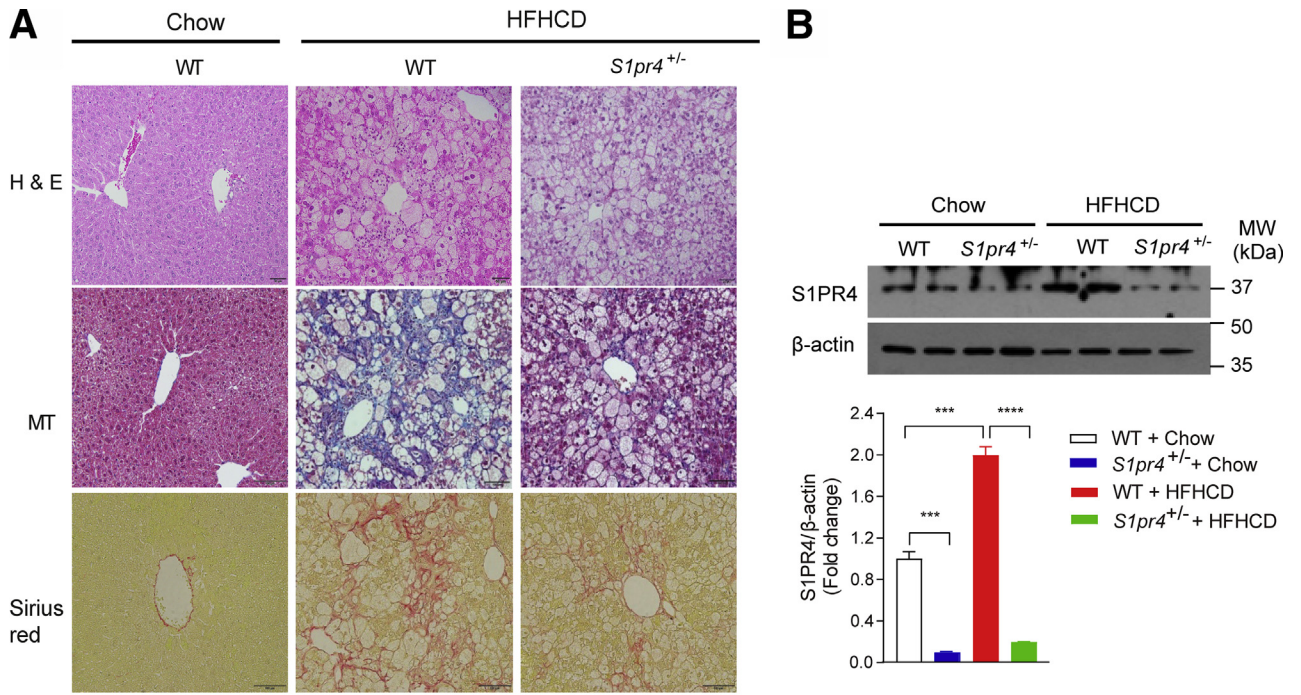 A
Chow
HFHCD
WT
WT
S1pr4+/-
H & E
MT
Sirius
red
B
Chow
HFHCD
MW
(kDa)
WT
S1pr4+/-
WT
S1pr4+/-
S1PR4
37
50
β-actin
35
S1PR4/β-actin
(Fold change)
2.4
2.0
1.6
1.2
0.8
0.4
0.0
***
****
***
WT + Chow
S1pr4+/- + Chow
WT + HFHCD
S1pr4+/- + HFHCD